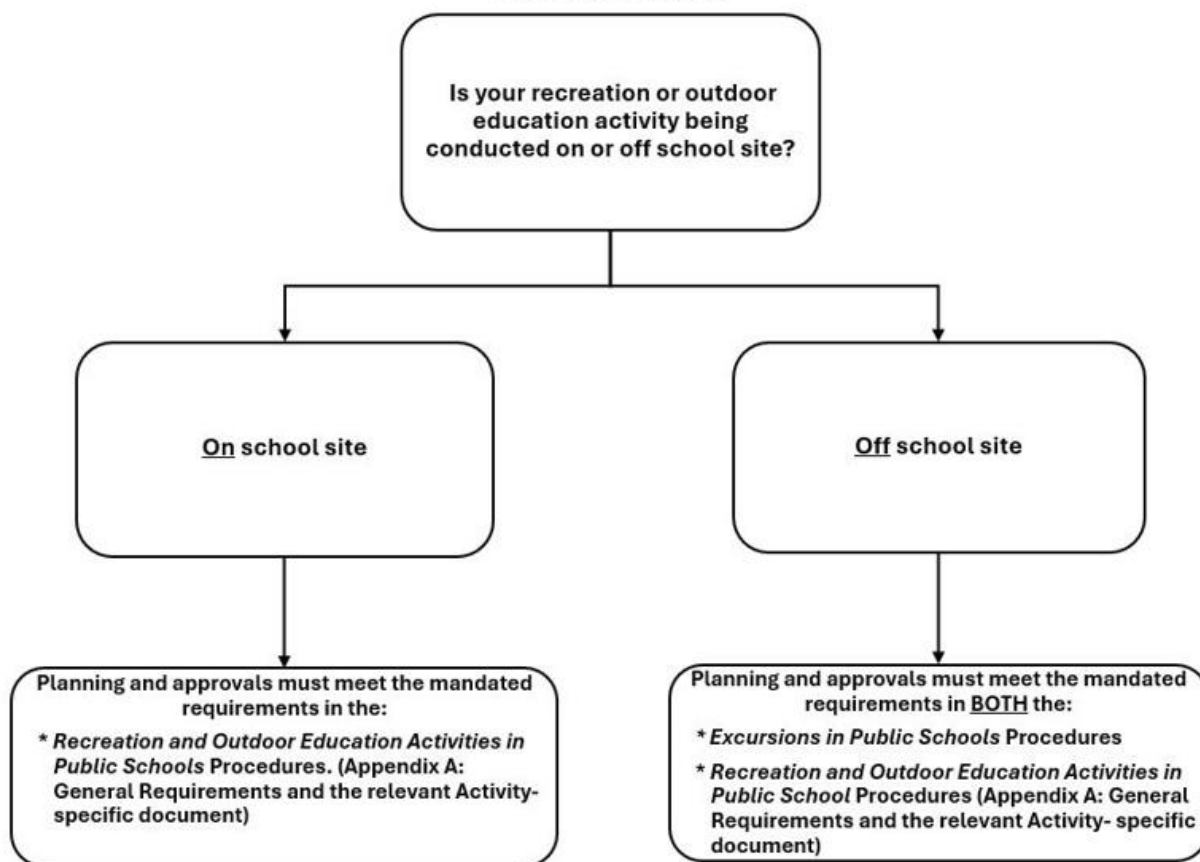 Is your recreation or outdoor
education activity being
conducted on or off school site?
On school site
Off school site
Planning and approvals must meet the mandated
requirements in the:
* Recreation and Outdoor Education Activities in
Public Schools Procedures. (Appendix A:
General Requirements and the relevant Activity-
specific document)
Planning and approvals must meet the mandated
requirements in BOTH the:
* Excursions in Public Schools Procedures
* Recreation and Outdoor Education Activities in
Public School Procedures (Appendix A: General
Requirements and the relevant Activity- specific
document)